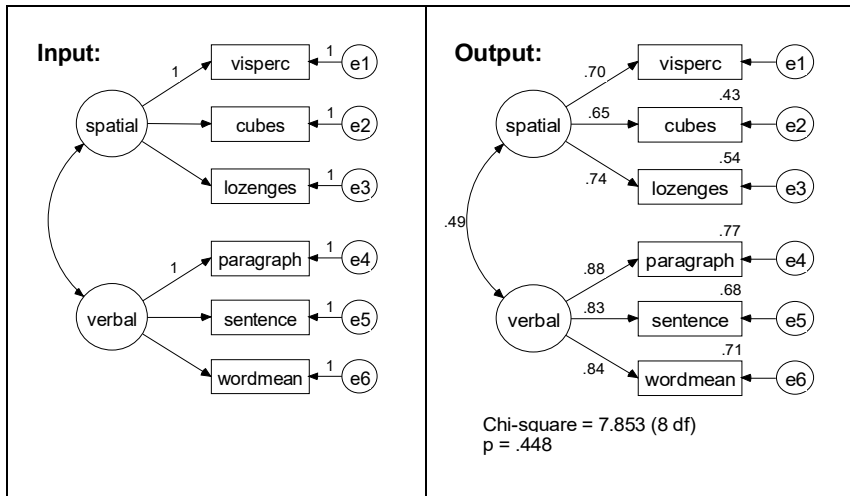 Input:
1
visperc
1
e1
spatial
cubes
1
e2
lozenges
1
e3
1
paragraph
1
e4
verbal
sentence
1
e5
wordmean
1
e6
Output:
.70
visperc
e1
spatial
.65
.43
cubes
e2
.74
.54
lozenges
e3
.49
.88
.77
paragraph
e4
verbal
.83
.68
sentence
e5
.84
.71
wordmean
e6
Chi-square = 7.853 (8 df)
p = .448